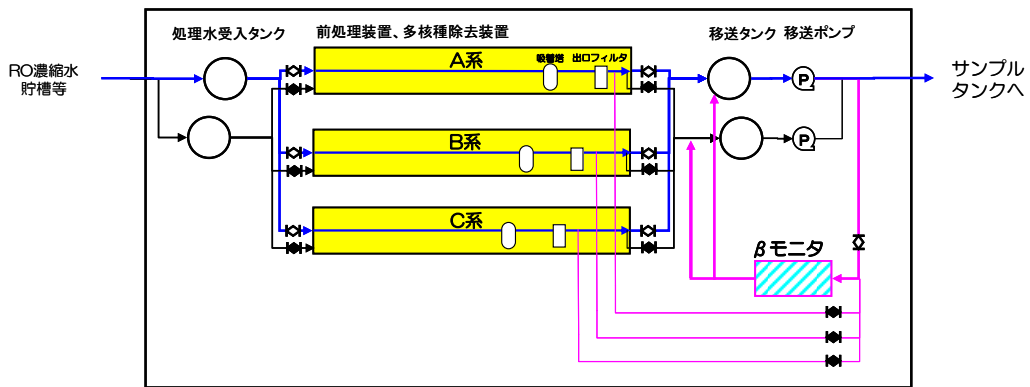 処理水受入タンク
前処理装置、多核種除去装置
移送タンク
移送ポンプ
A系
吸着塔
出口フィルタ
RO濃縮水
貯槽等
P
サンプル
タンクへ
B系
P
C系
βモニタ